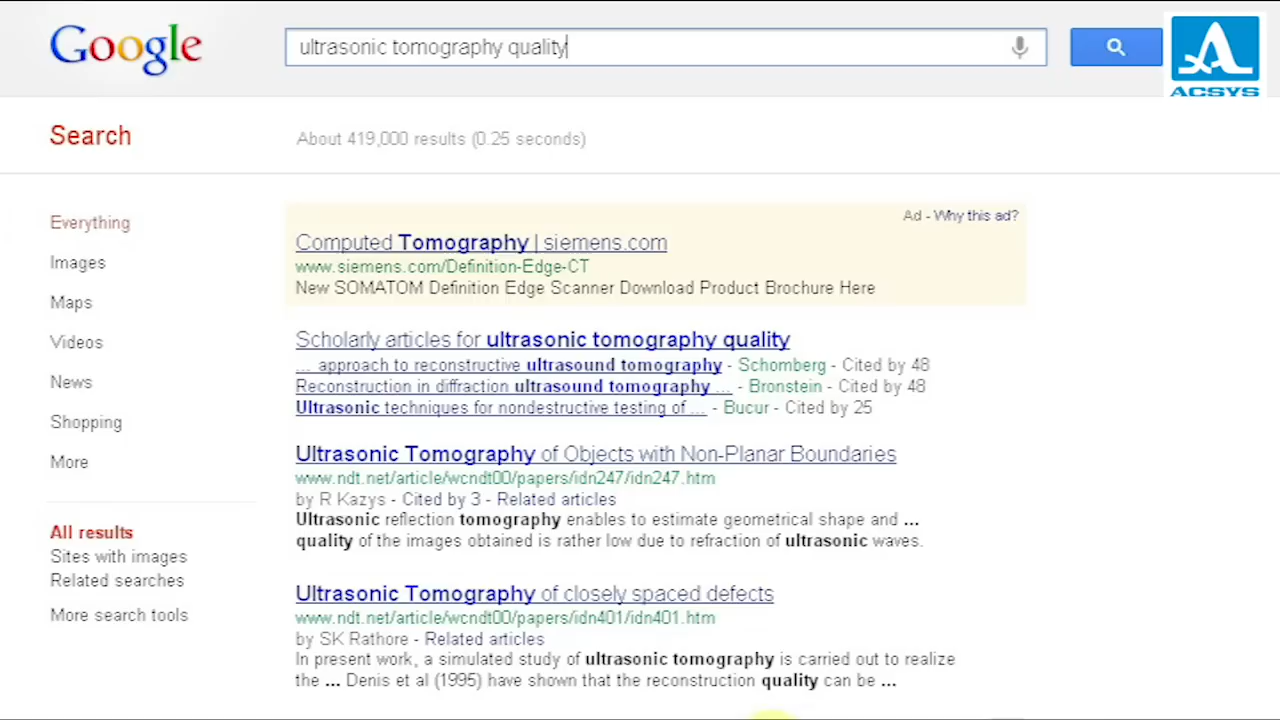 Google
ultrasonic tomography quality
ACSYS
Search
About 419,000 results (0.25 seconds)
Everything
Images
Maps
Videos
News
Shopping
More
All results
Sites with images
Related searches
More search tools
Ad - Why this ad?
Computed Tomography | siemens.com
www.siemens.com/Definition-Edge-CT
New SOMATOM Definition Edge Scanner Download Product Brochure Here
Scholarly articles for ultrasonic tomography quality
... approach to reconstructive ultrasound tomography - Schomberg - Cited by 48
Reconstruction in diffraction ultrasound tomography ... - Bronstein - Cited by 48
Ultrasonic techniques for nondestructive testing of ... - Bucur - Cited by 25
Ultrasonic Tomography of Objects with Non-Planar Boundaries
www.ndt.net/article/wcndt00/papers/idn247/idn247.htm
by R Kazys - Cited by 3 - Related articles
Ultrasonic reflection tomography enables to estimate geometrical shape and ...
quality of the images obtained is rather low due to refraction of ultrasonic waves.
Ultrasonic Tomography of closely spaced defects
www.ndt.net/article/wcndt00/papers/idn401/idn401.htm
by SK Rathore - Related articles
In present work, a simulated study of ultrasonic tomography is carried out to realize
the ... Denis et al (1995) have shown that the reconstruction quality can be ...